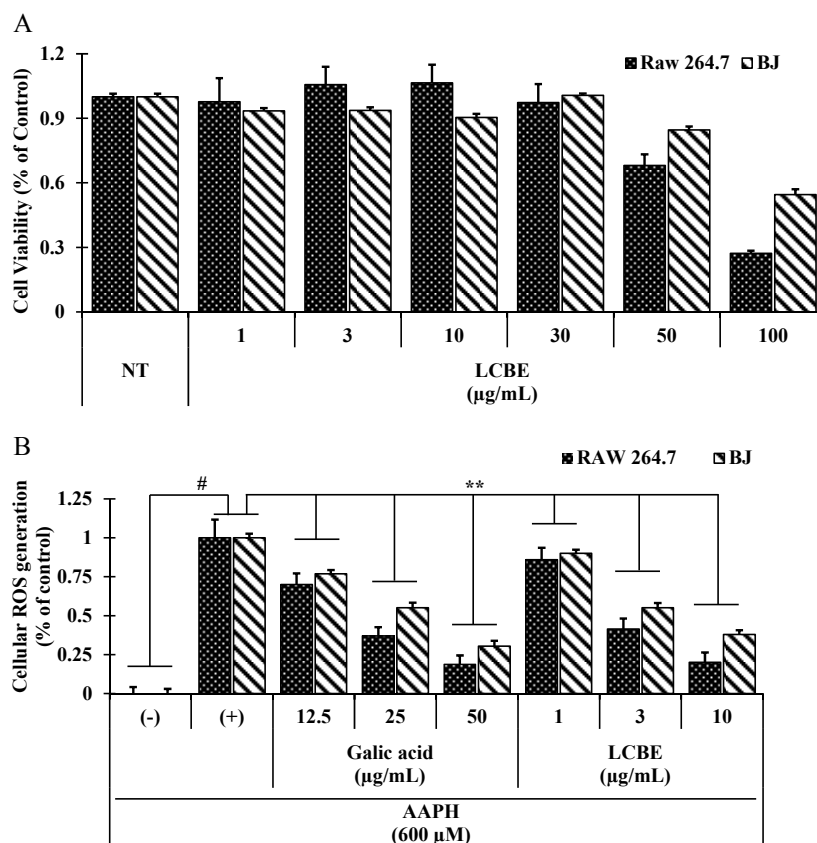 A
1.2
0.9
0.6
0.3
0
Cell Viability (% of Control)
Raw 264.7 BJ
1 3 10 30 50 100
NT LCBE
(µg/mL)
B
RAW 264.7 BJ
# **
1.25
1
0.75
0.5
0.25
0
Cellular ROS generation
(% of control)
(-) (+) 12.5 25 50 1 3 10
Galic acid LCBE
(µg/mL) (µg/mL)
AAPH
(600 µM)